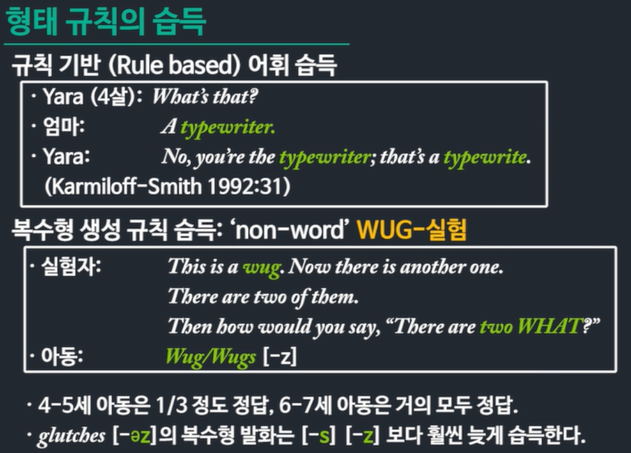 형태 규칙의 습득
규칙 기반 (Rule based) 어휘 습득
· Yara (4살): What's that?
· 엄마: A typewriter.
· Yara: No, you're the typewriter; that's a typewrite.
(Karmiloff-Smith 1992:31)
복수형 생성 규칙 습득: 'non-word' WUG-실험
· 실험자: This is a wug. Now there is another one.
There are two of them.
Then how would you say, "There are two WHAT?"
· 아동: Wug/Wugs [-z]
· 4-5세 아동은 1/3 정도 정답, 6-7세 아동은 거의 모두 정답.
· glutches [-əz]의 복수형 발화는 [-s] [-z] 보다 훨씬 늦게 습득한다.